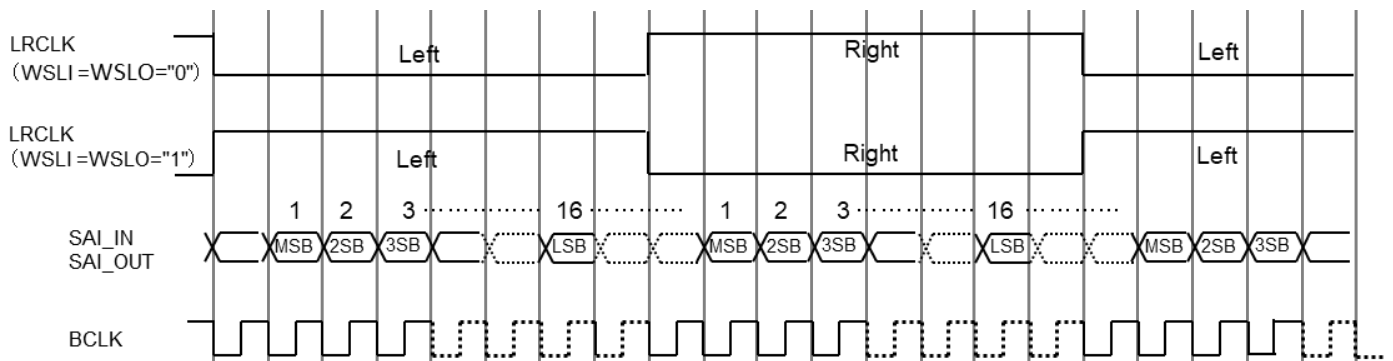 LRCLK
（WSLI =WSLO="0"）
Left
Right
Left
LRCLK
（WSLI =WSLO="1"）
Left
Right
Left
1 2 3 ············· 16 ············ 1 2 3 ············· 16 ············
SAI_IN
SAI_OUT
MSB 2SB 3SB LSB MSB 2SB 3SB LSB MSB 2SB 3SB
BCLK